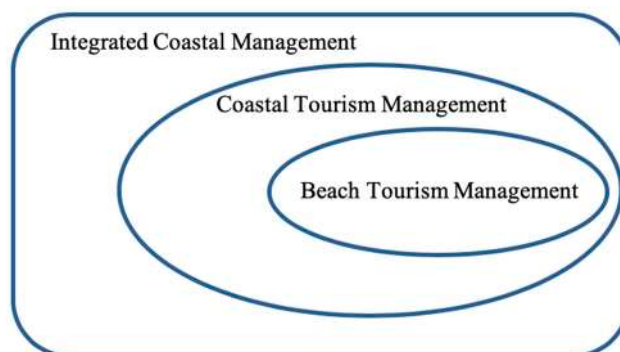 Integrated Coastal Management
Coastal Tourism Management
Beach Tourism Management